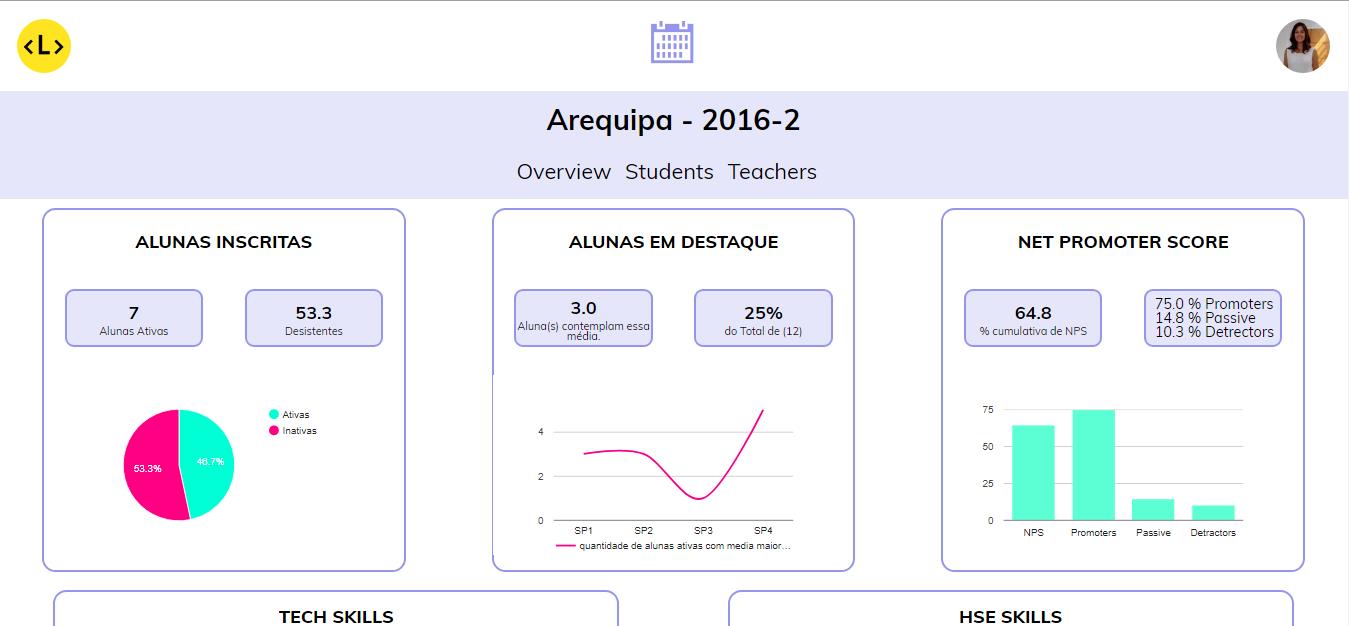 <L>
Arequipa - 2016-2
Overview Students Teachers
ALUNAS INSCRITAS
7
Alunas Ativas
53.3
Desistentes
Ativas
Inativas
53.3%
46.7%
ALUNAS EM DESTAQUE
3.0
Aluna(s) contemplam essa
média.
25%
do Total de (12)
4
2
0
SP1 SP2 SP3 SP4
quantidade de alunas ativas com media maior...
NET PROMOTER SCORE
64.8
% cumulativa de NPS
75.0 % Promoters
14.8 % Passive
10.3 % Detrectors
75
50
25
0
NPS Promoters Passive Detractors
TECH SKILLS
HSE SKILLS